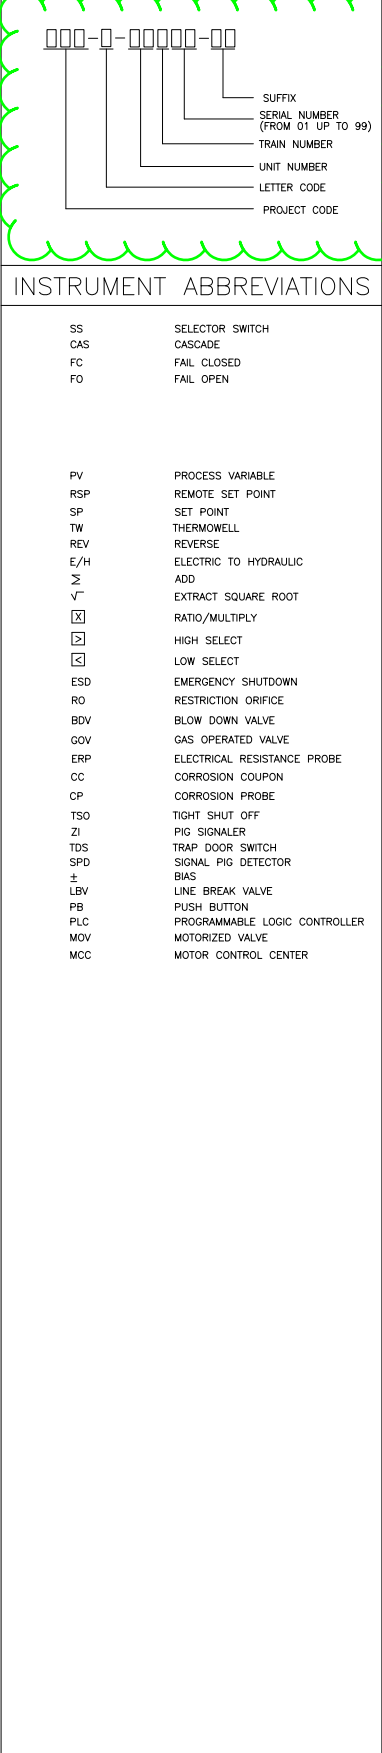 ▯▯▯-▯-▯▯▯▯▯-▯▯
SUFFIX
SERIAL NUMBER
(FROM 01 UP TO 99)
TRAIN NUMBER
UNIT NUMBER
LETTER CODE
PROJECT CODE
INSTRUMENT ABBREVIATIONS
SS SELECTOR SWITCH
CAS CASCADE
FC FAIL CLOSED
FO FAIL OPEN
PV PROCESS VARIABLE
RSP REMOTE SET POINT
SP SET POINT
TW THERMOWELL
REV REVERSE
E/H ELECTRIC TO HYDRAULIC
Σ ADD
√ EXTRACT SQUARE ROOT
X RATIO/MULTIPLY
> HIGH SELECT
< LOW SELECT
ESD EMERGENCY SHUTDOWN
RO RESTRICTION ORIFICE
BDV BLOW DOWN VALVE
GOV GAS OPERATED VALVE
ERP ELECTRICAL RESISTANCE PROBE
CC CORROSION COUPON
CP CORROSION PROBE
TSO TIGHT SHUT OFF
ZI PIG SIGNALER
TDS TRAP DOOR SWITCH
SPD SIGNAL PIG DETECTOR
± BIAS
LBV LINE BREAK VALVE
PB PUSH BUTTON
PLC PROGRAMMABLE LOGIC CONTROLLER
MOV MOTORIZED VALVE
MCC MOTOR CONTROL CENTER